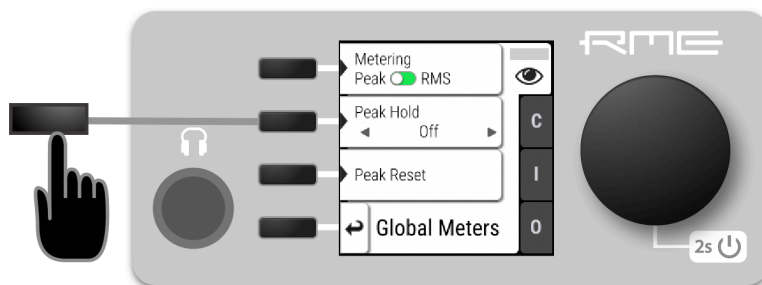 RME
Metering
Peak RMS
Peak Hold
Off
C
Peak Reset
I
Global Meters
O
2s